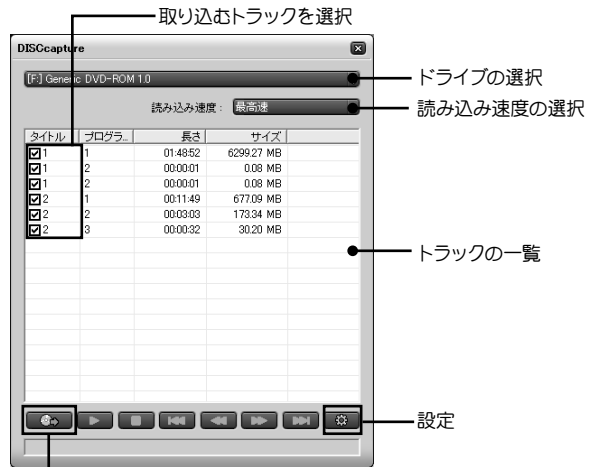 取り込むトラックを選択
DISCcapture
[F:] Generic DVD-ROM 1.0
ドライブの選択
読み込み速度： 最高速
読み込み速度の選択
タイトル プログラ... 長さ サイズ
1 1 01:48:52 6299.27 MB
1 2 00:00:01 0.08 MB
1 2 00:00:01 0.08 MB
2 1 00:11:49 677.09 MB
2 2 00:03:03 173.34 MB
2 3 00:00:32 30.20 MB
トラックの一覧
設定